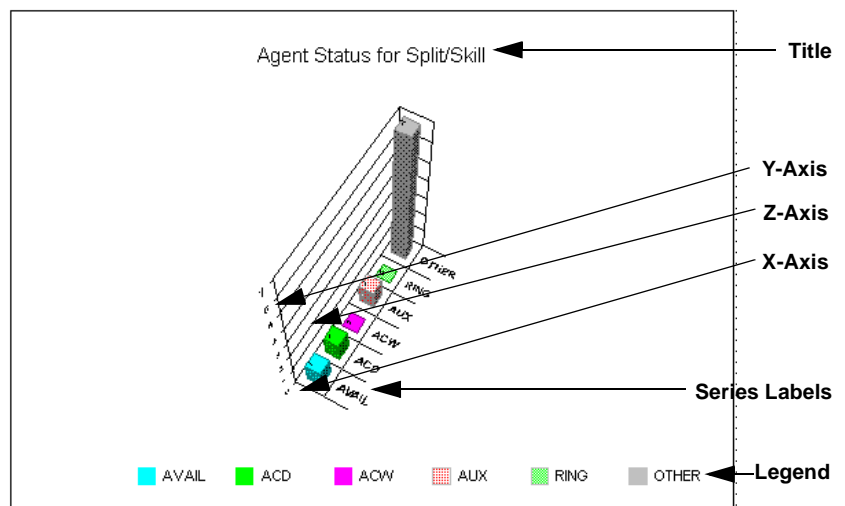 Agent Status for Split/Skill
Title
Y-Axis
Z-Axis
X-Axis
OTHER
RING
AUX
ACW
ACD
AVAIL
Series Labels
AVAIL ACD ACW AUX RING OTHER
Legend